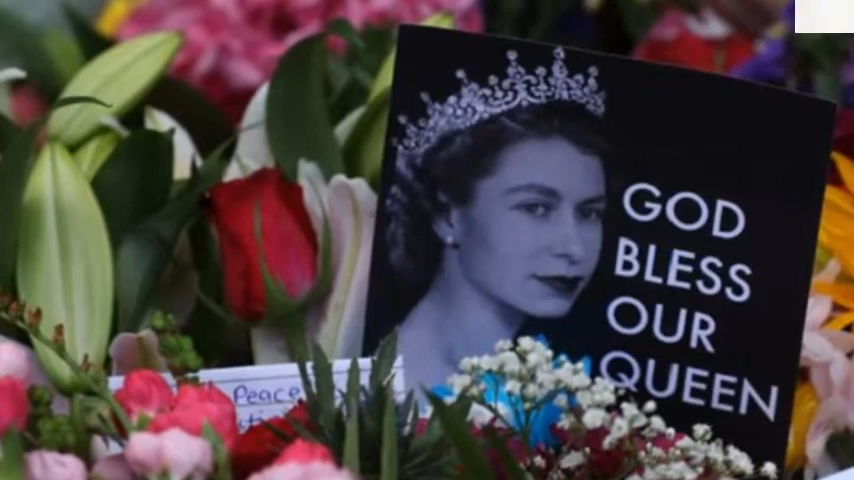 GOD
BLESS
OUR
QUEEN
Peace